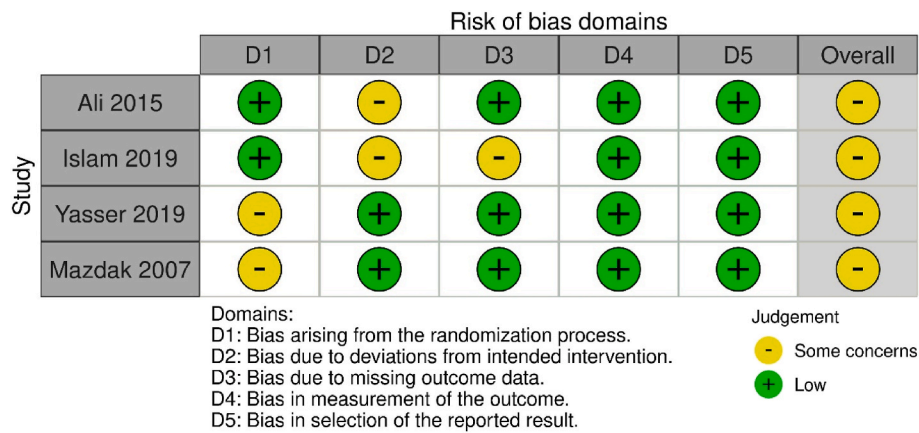 Risk of bias domains
D1 D2 D3 D4 D5 Overall
Study
Ali 2015 + - + + + -
Islam 2019 + - - + + -
Yasser 2019 - + + + + -
Mazdak 2007 - + + + + -
Domains:
D1: Bias arising from the randomization process.
D2: Bias due to deviations from intended intervention.
D3: Bias due to missing outcome data.
D4: Bias in measurement of the outcome.
D5: Bias in selection of the reported result.
Judgement
- Some concerns
+ Low